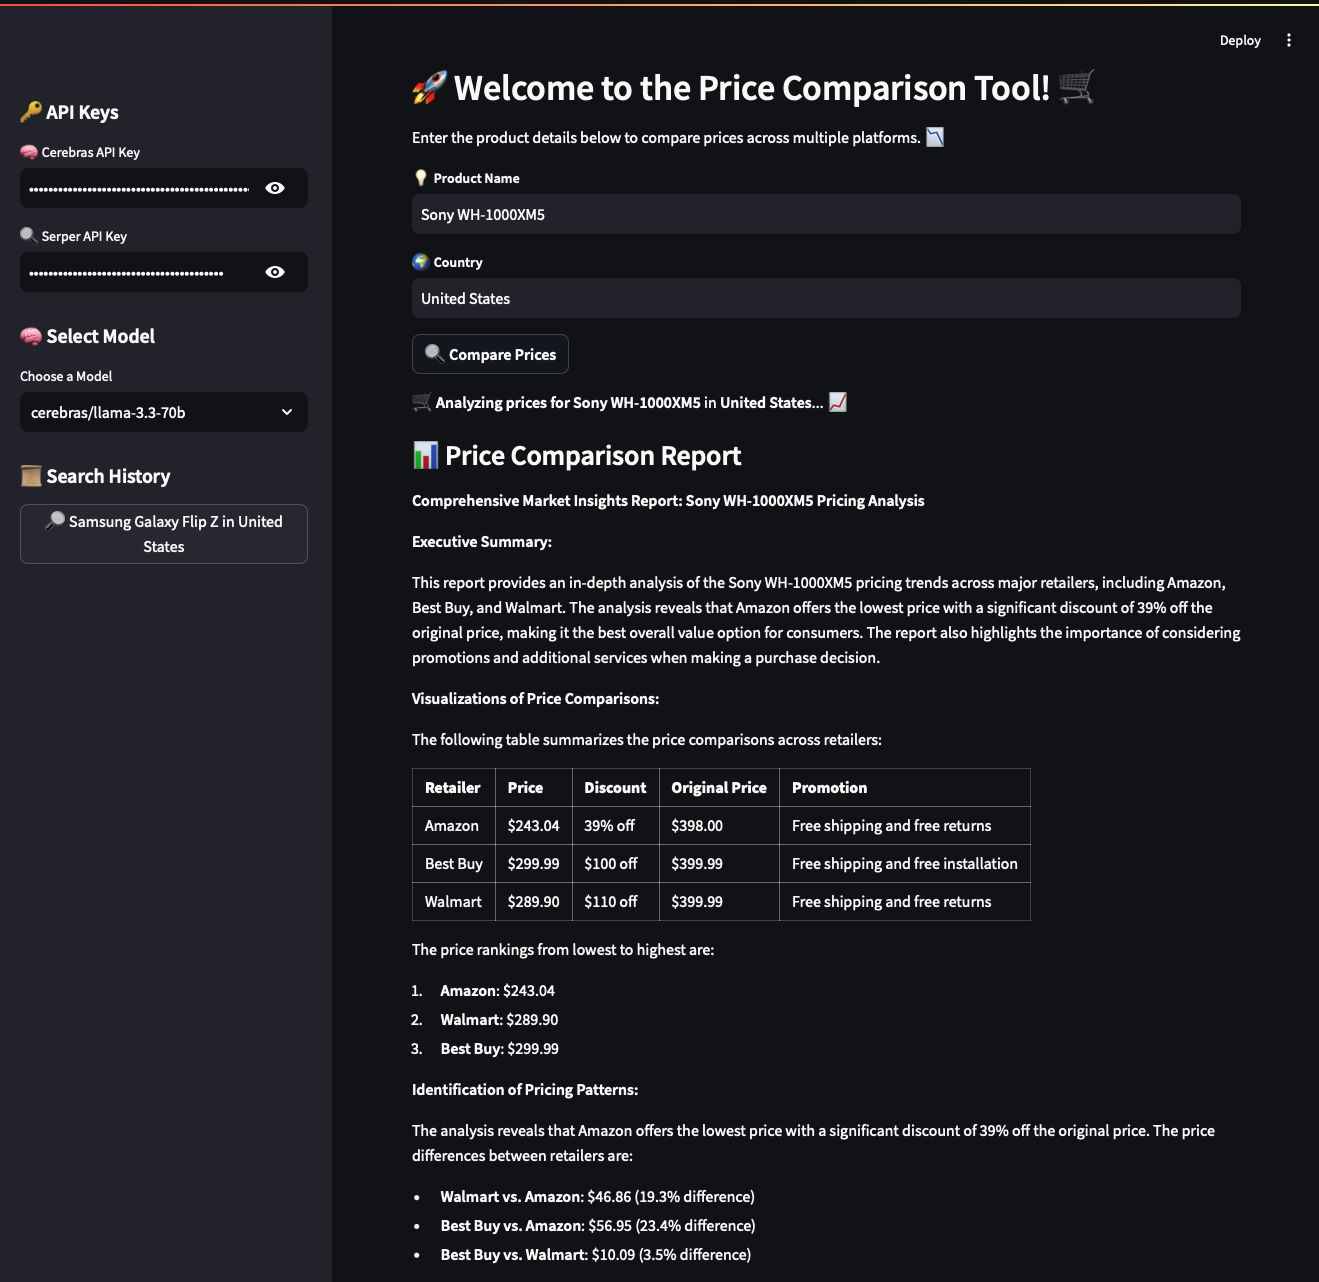 Deploy
API Keys
Cerebras API Key
Serper API Key
Select Model
Choose a Model
cerebras/llama-3.3-70b
Search History
Samsung Galaxy Flip Z in United
States
Welcome to the Price Comparison Tool!
Enter the product details below to compare prices across multiple platforms.
Product Name
Sony WH-1000XM5
Country
United States
Compare Prices
Analyzing prices for Sony WH-1000XM5 in United States...
Price Comparison Report
Comprehensive Market Insights Report: Sony WH-1000XM5 Pricing Analysis
Executive Summary:
This report provides an in-depth analysis of the Sony WH-1000XM5 pricing trends across major retailers, including Amazon,
Best Buy, and Walmart. The analysis reveals that Amazon offers the lowest price with a significant discount of 39% off the
original price, making it the best overall value option for consumers. The report also highlights the importance of considering
promotions and additional services when making a purchase decision.
Visualizations of Price Comparisons:
The following table summarizes the price comparisons across retailers:
Retailer Price Discount Original Price Promotion
Amazon $243.04 39% off $398.00 Free shipping and free returns
Best Buy $299.99 $100 off $399.99 Free shipping and free installation
Walmart $289.90 $110 off $399.99 Free shipping and free returns
The price rankings from lowest to highest are:
1. Amazon: $243.04
2. Walmart: $289.90
3. Best Buy: $299.99
Identification of Pricing Patterns:
The analysis reveals that Amazon offers the lowest price with a significant discount of 39% off the original price. The price
differences between retailers are:
• Walmart vs. Amazon: $46.86 (19.3% difference)
• Best Buy vs. Amazon: $56.95 (23.4% difference)
• Best Buy vs. Walmart: $10.09 (3.5% difference)